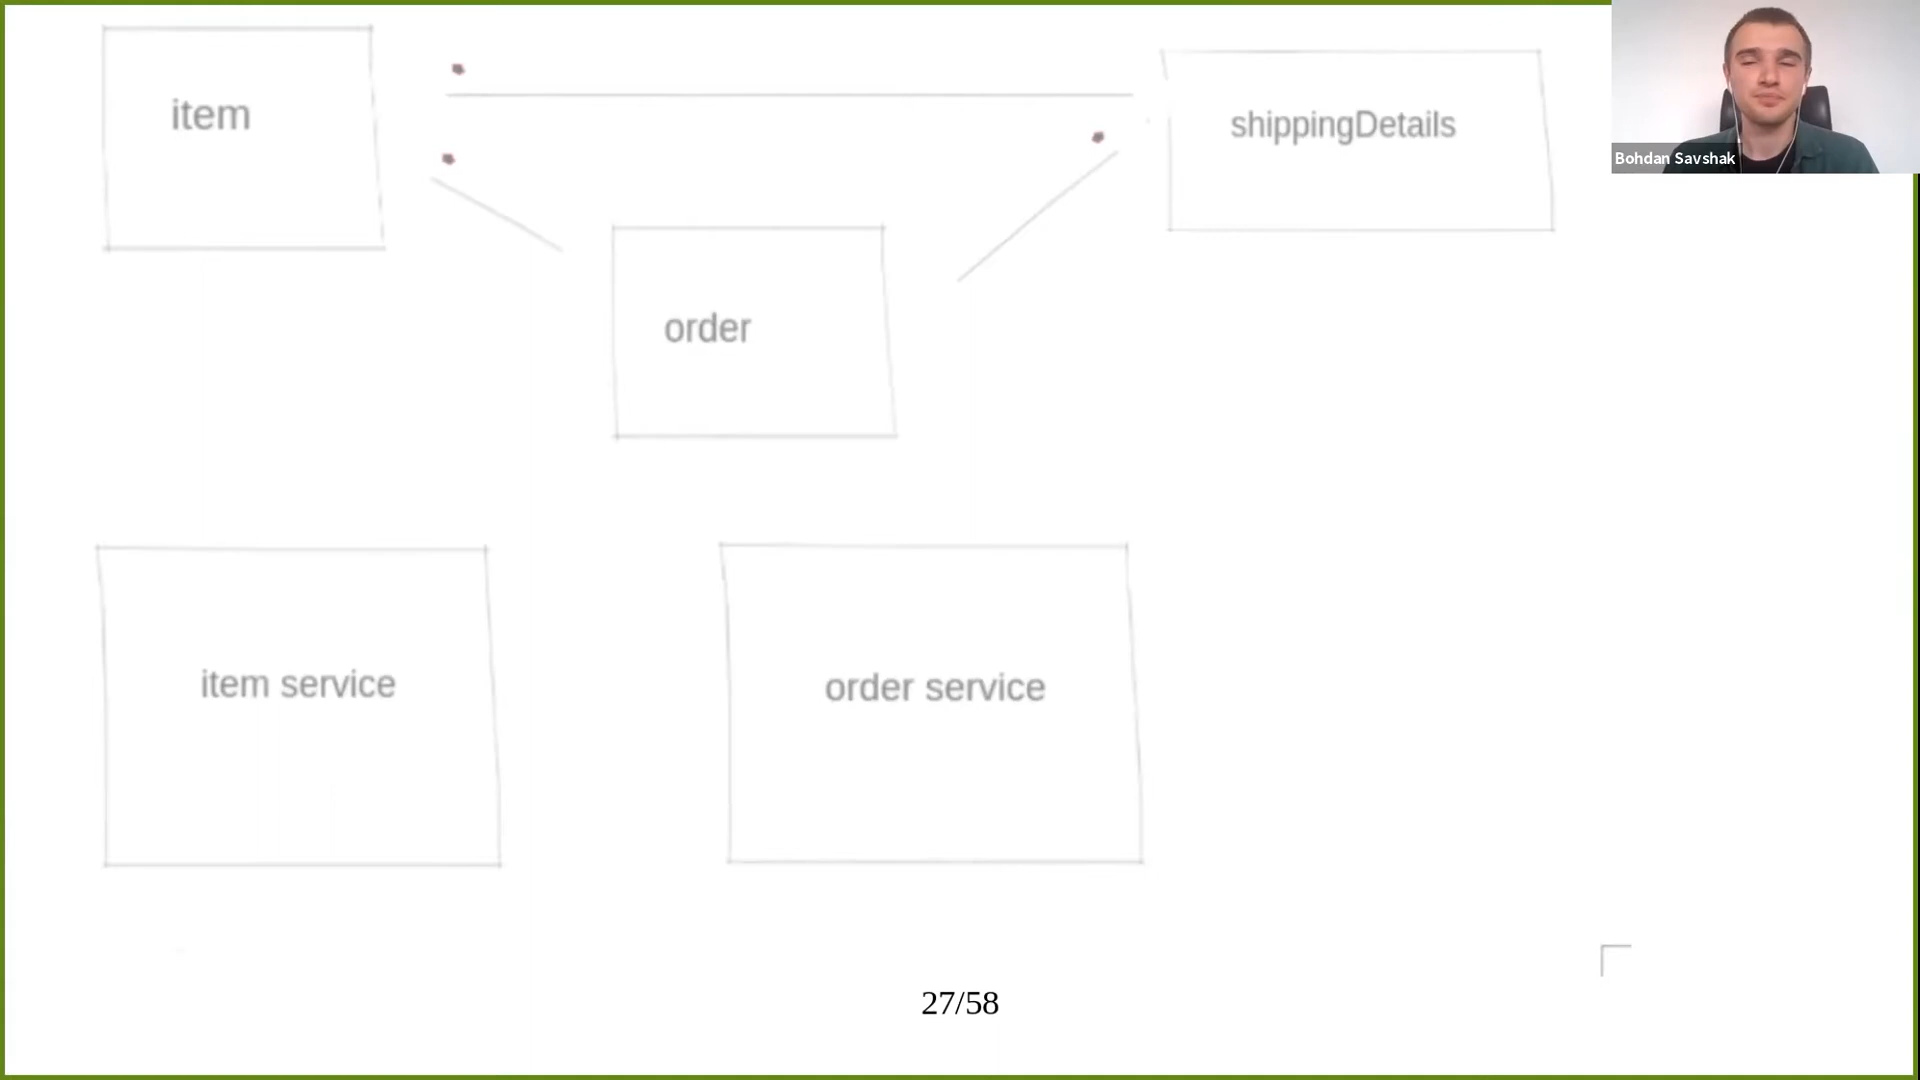 item
shippingDetails
Bohdan Savshak
order
item service
order service
27/58